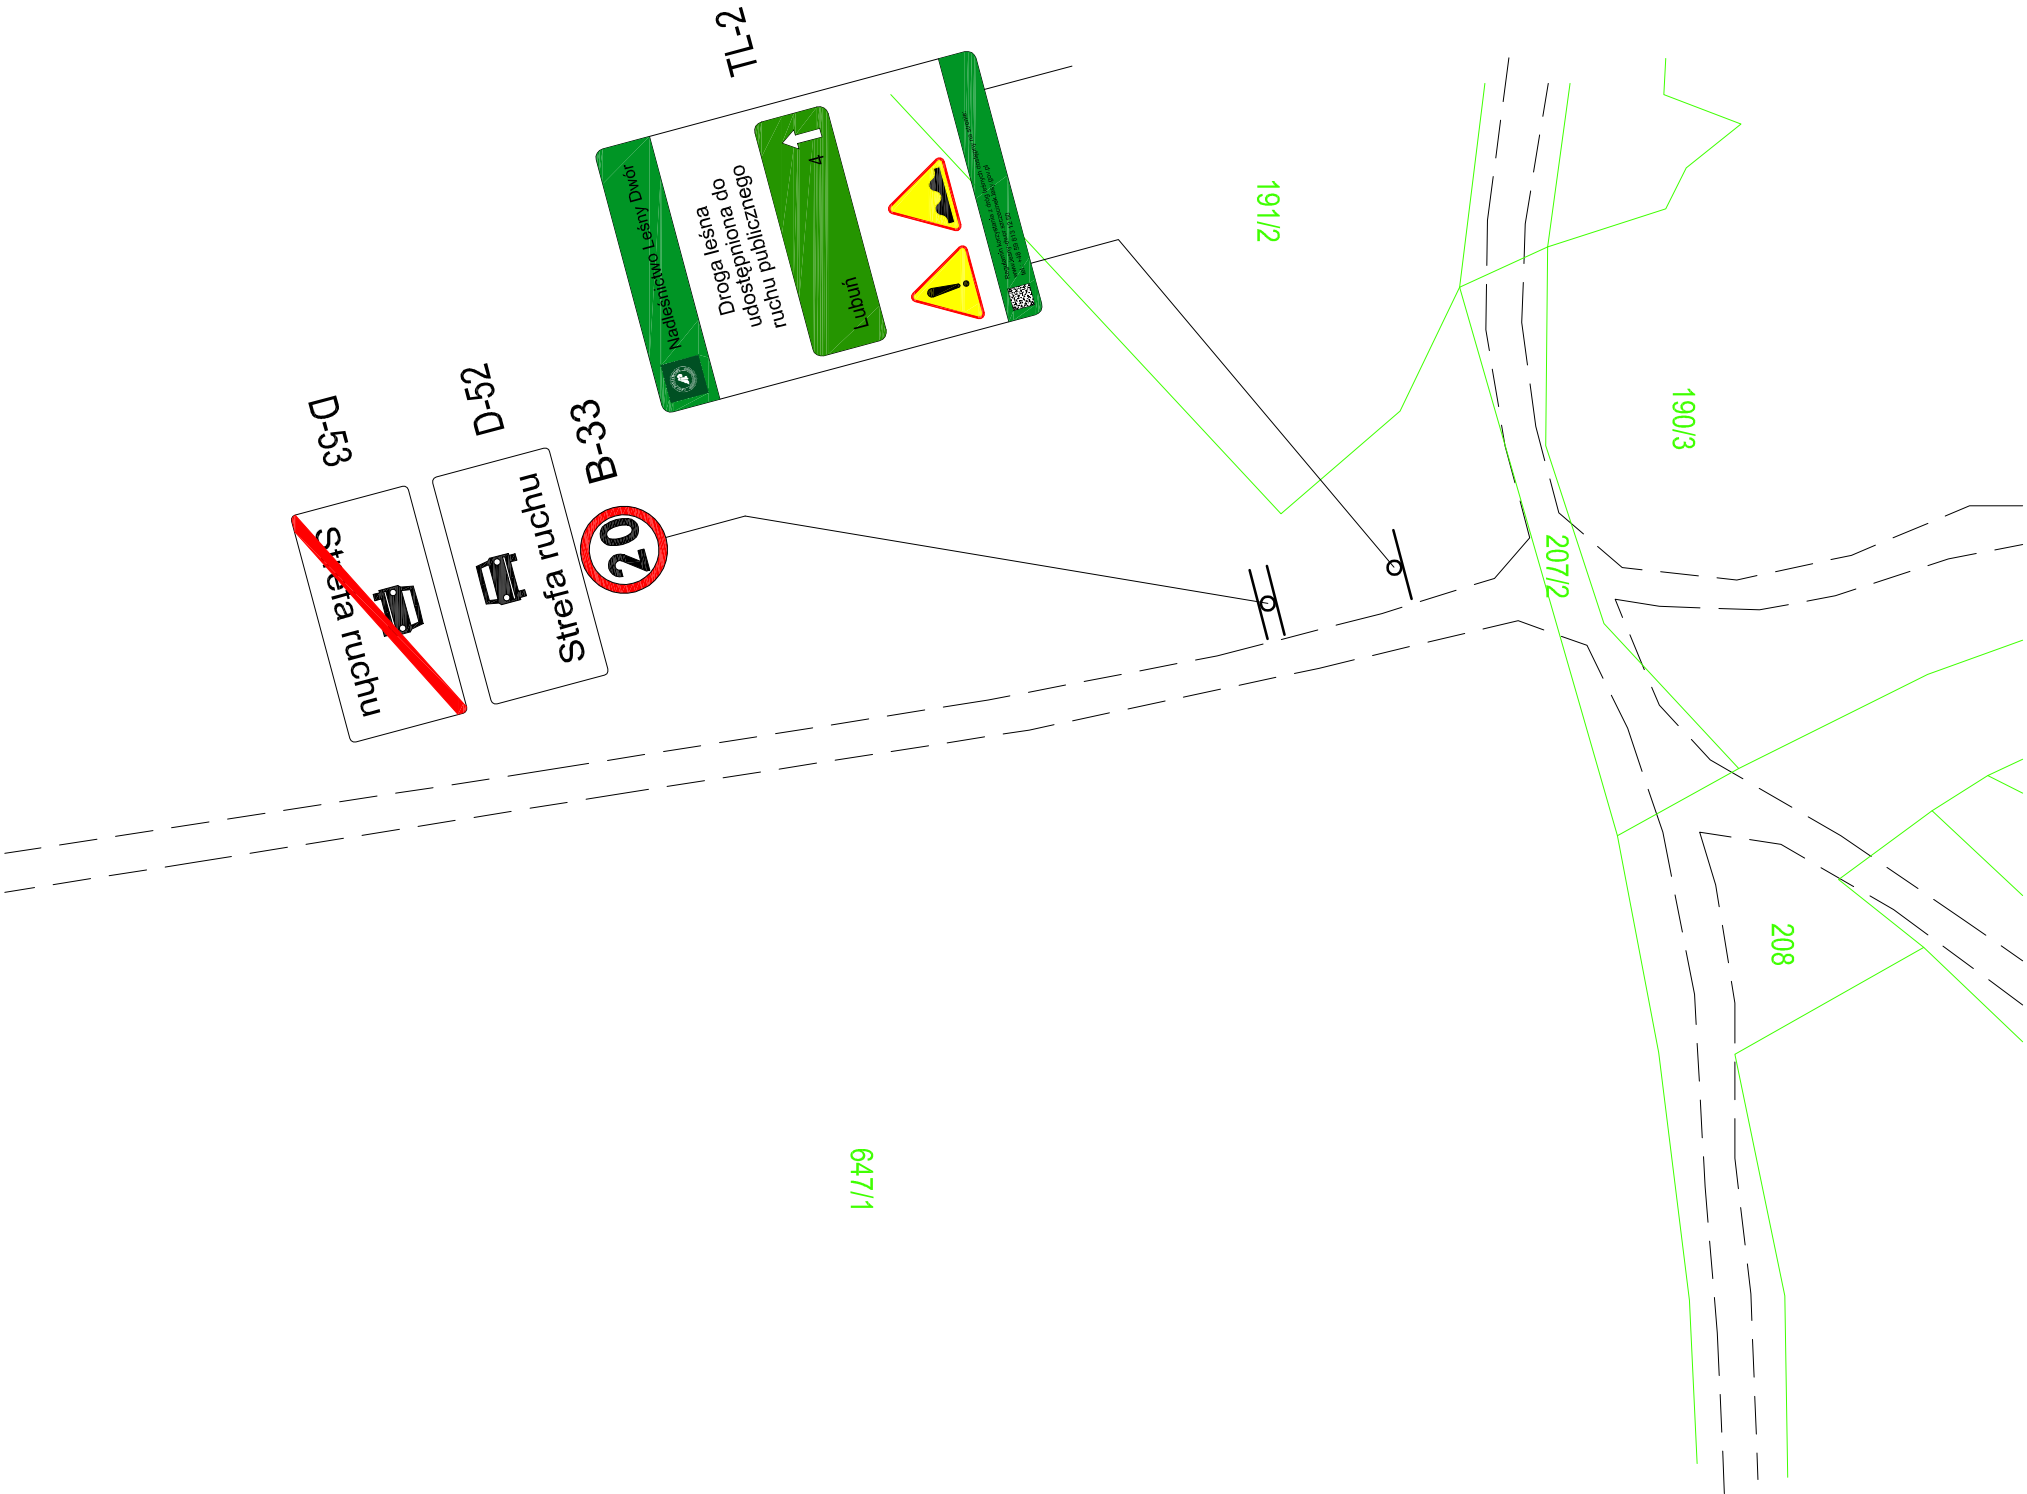 TL-2
Nadleśnictwo Leśny Dwór
Droga leśna
udostępniona do
ruchu publicznego
4
Lubuń
D-53
Strefa ruchu
D-52
Strefa ruchu
B-33
20
191/2
190/3
207/2
208
647/1